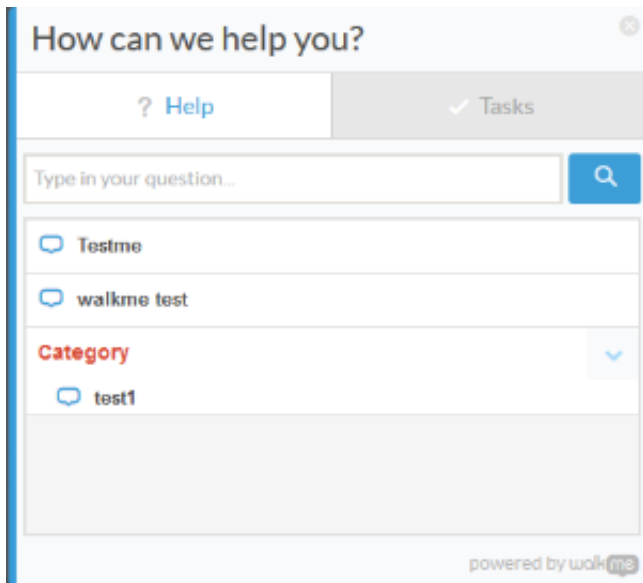 How can we help you?
? Help
Tasks
Type in your question...
Testme
walkme test
Category
test1
powered by walkme